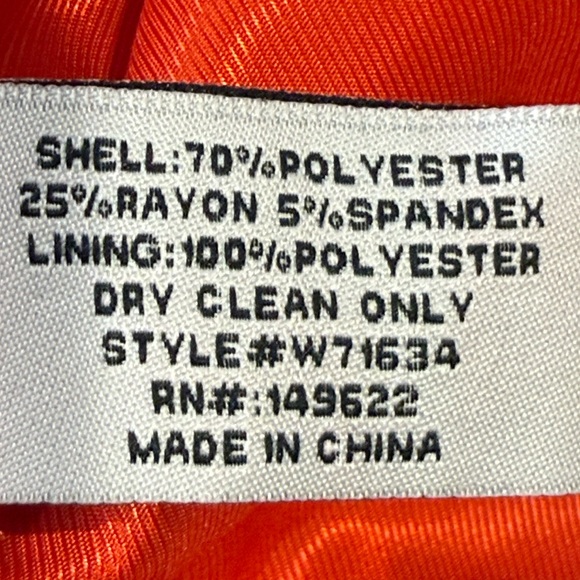 SHELL:70%POLYESTER
25%RAYON 5%SPANDEX
LINING:100%POLYESTER
DRY CLEAN ONLY
STYLE#W71634
RN#:149622
MADE IN CHINA